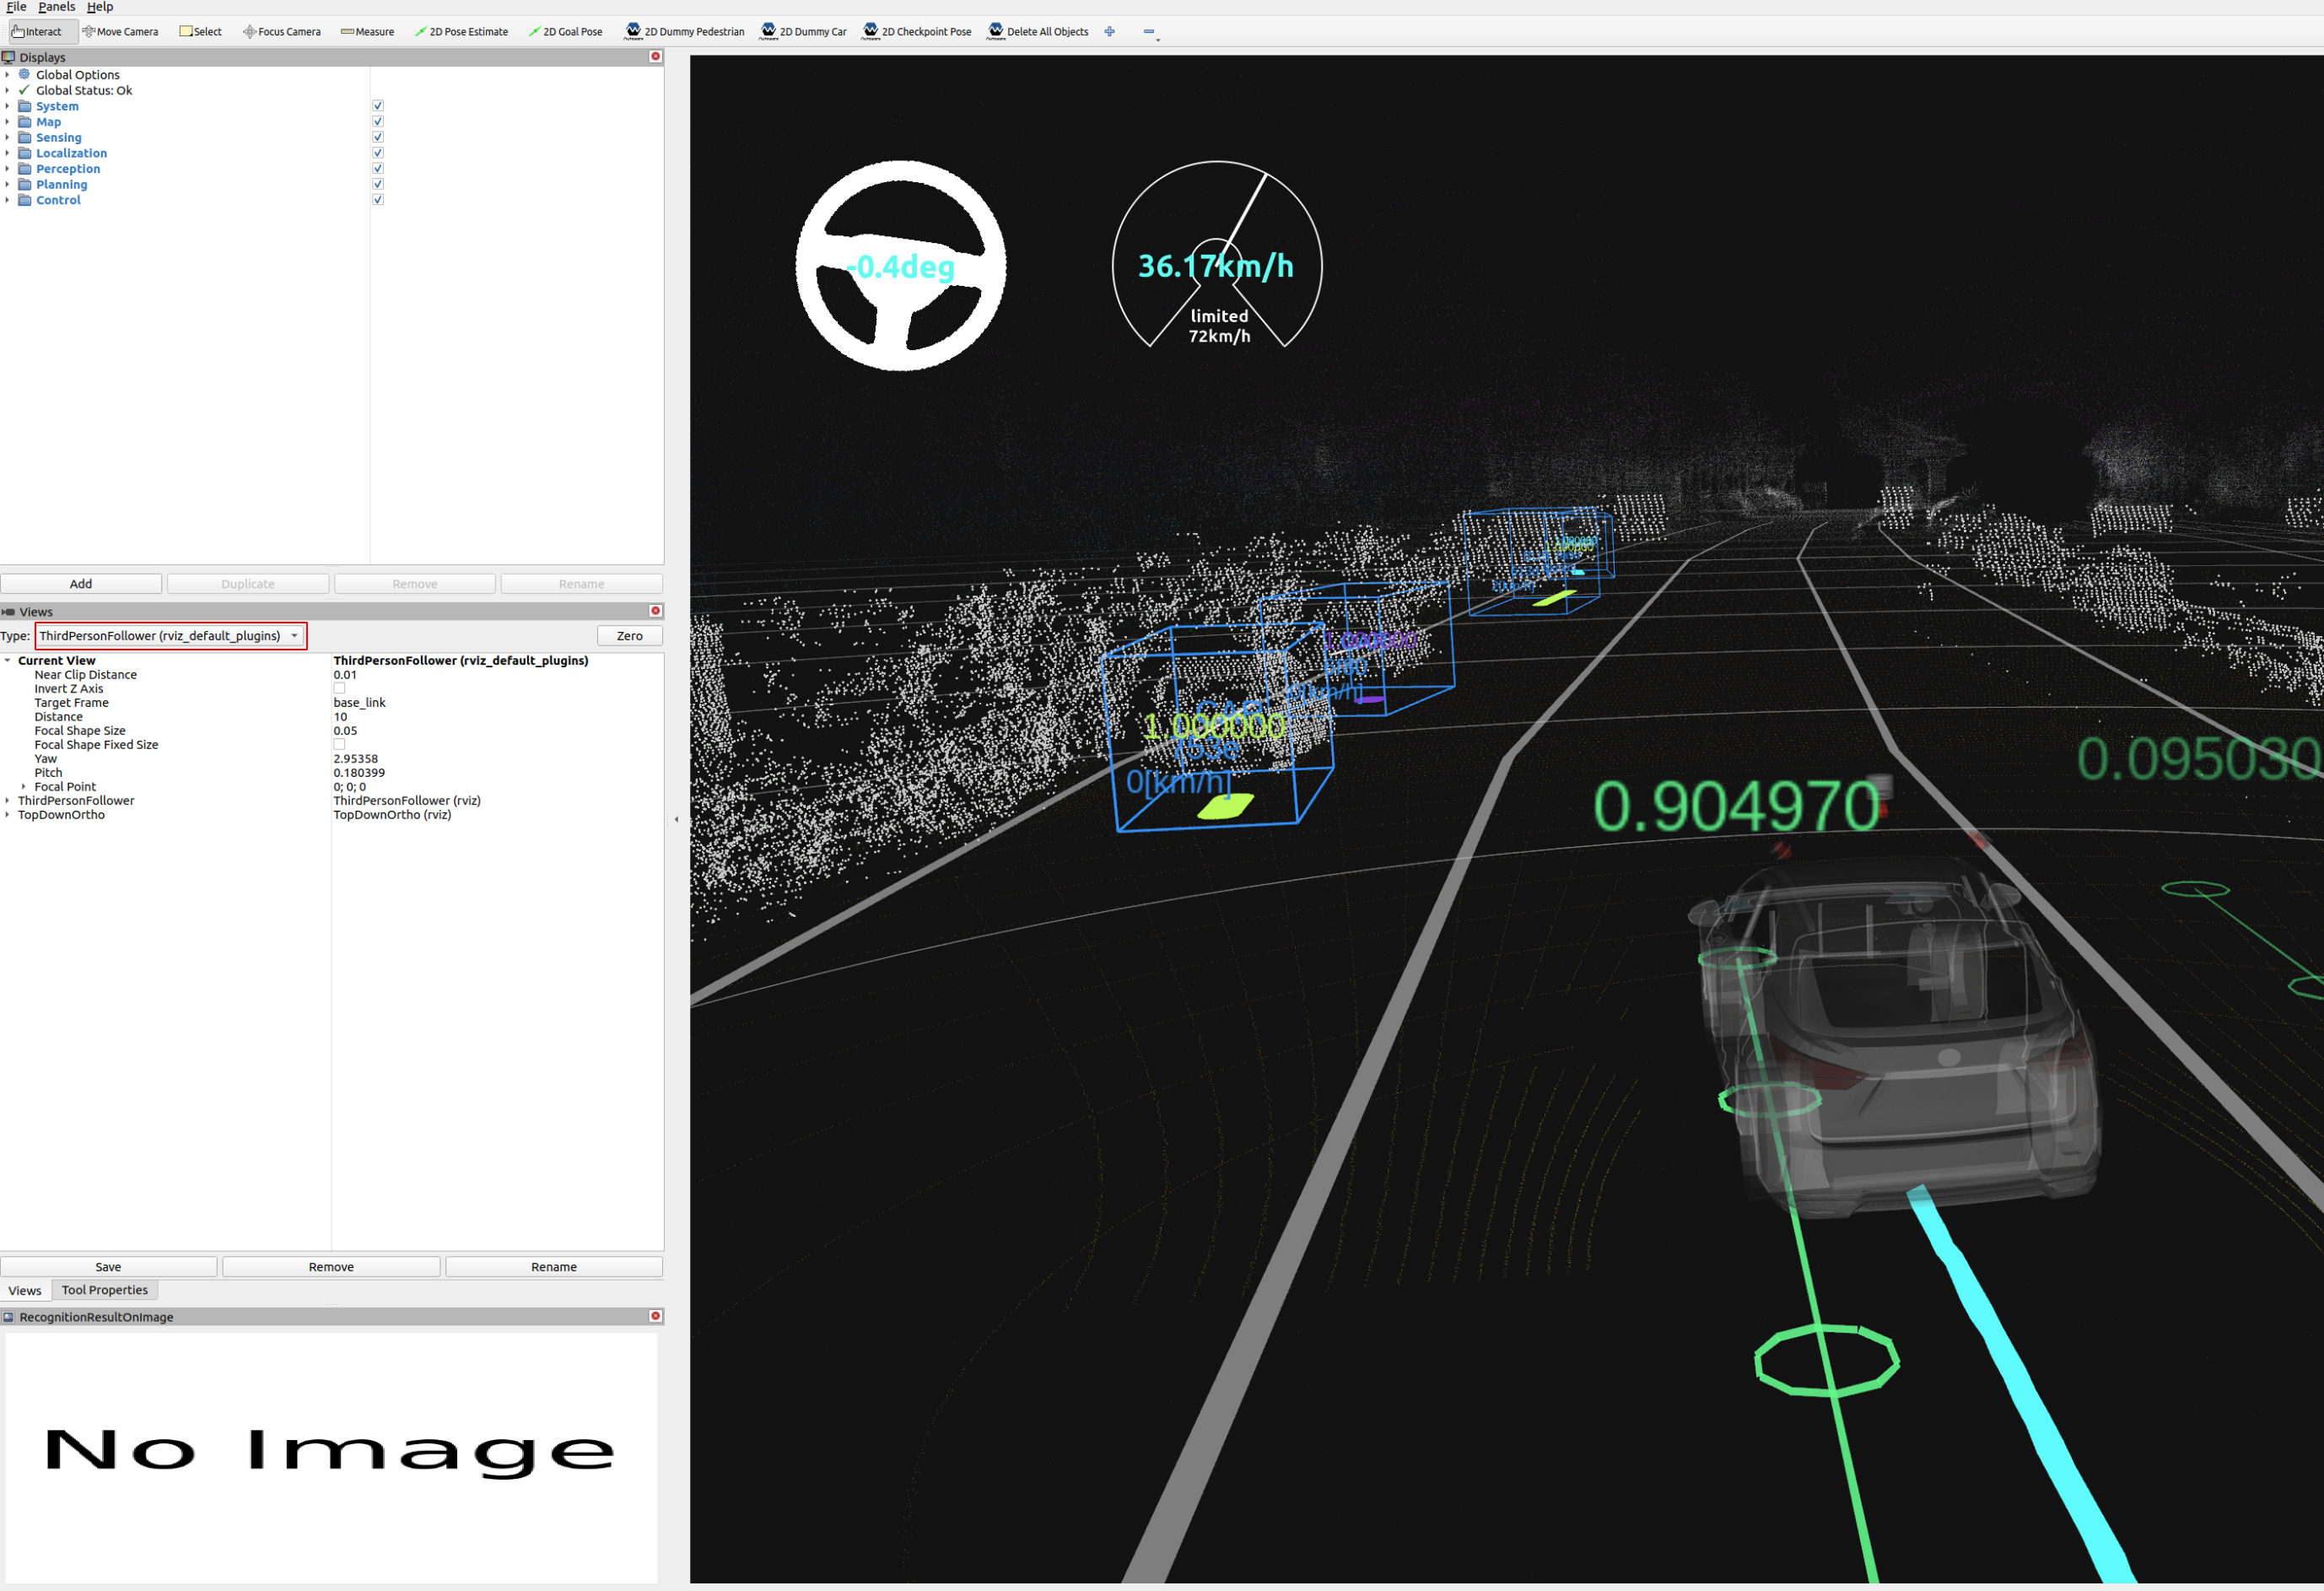 File Panels Help
Interact Move Camera Select Focus Camera Measure 2D Pose Estimate 2D Goal Pose 2D Dummy Pedestrian 2D Dummy Car 2D Checkpoint Pose Delete All Objects
Displays
Global Options
Global Status: Ok
System
Map
Sensing
Localization
Perception
Planning
Control
Add Duplicate Remove Rename
Views
Type: ThirdPersonFollower (rviz_default_plugins) Zero
Current View ThirdPersonFollower (rviz_default_plugins)
Near Clip Distance 0.01
Invert Z Axis
Target Frame base_link
Distance 10
Focal Shape Size 0.05
Focal Shape Fixed Size
Yaw 2.95358
Pitch 0.180399
Focal Point 0; 0; 0
ThirdPersonFollower ThirdPersonFollower (rviz)
TopDownOrtho TopDownOrtho (rviz)
Save Remove Rename
Views Tool Properties
RecognitionResultOnImage
No Image
-0.4deg
36.17km/h
limited
72km/h
1.000000
1.000000
CAR
1.000000
753e
0[km/h]
0.904970
0.095030